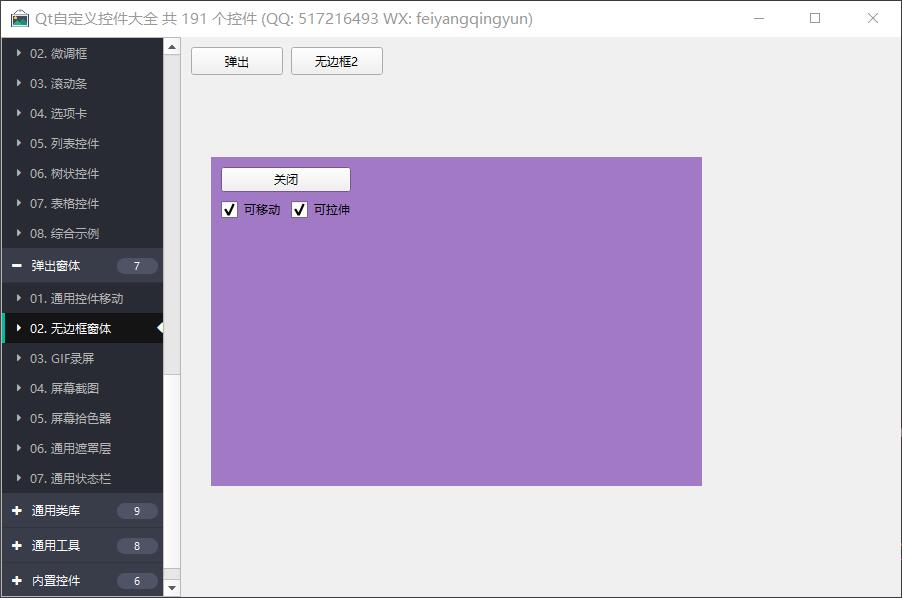 Qt自定义控件大全 共 191 个控件 (QQ: 517216493 WX: feiyangqingyun)
02. 微调框
03. 滚动条
04. 选项卡
05. 列表控件
06. 树状控件
07. 表格控件
08. 综合示例
弹出窗体 7
01. 通用控件移动
02. 无边框窗体
03. GIF录屏
04. 屏幕截图
05. 屏幕拾色器
06. 通用遮罩层
07. 通用状态栏
通用类库 9
通用工具 8
内置控件 6
弹出 无边框2
关闭
可移动 可拉伸